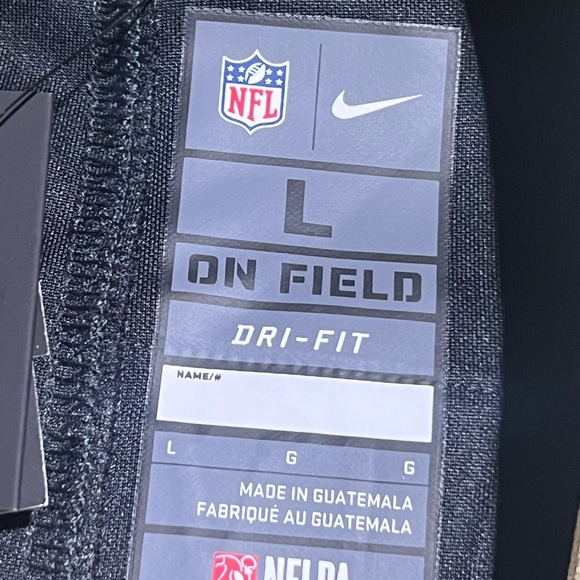 NFL
L
ON FIELD
DRI-FIT
NAME/#
L G G
MADE IN GUATEMALA
FABRIQUÉ AU GUATEMALA
NFLPA